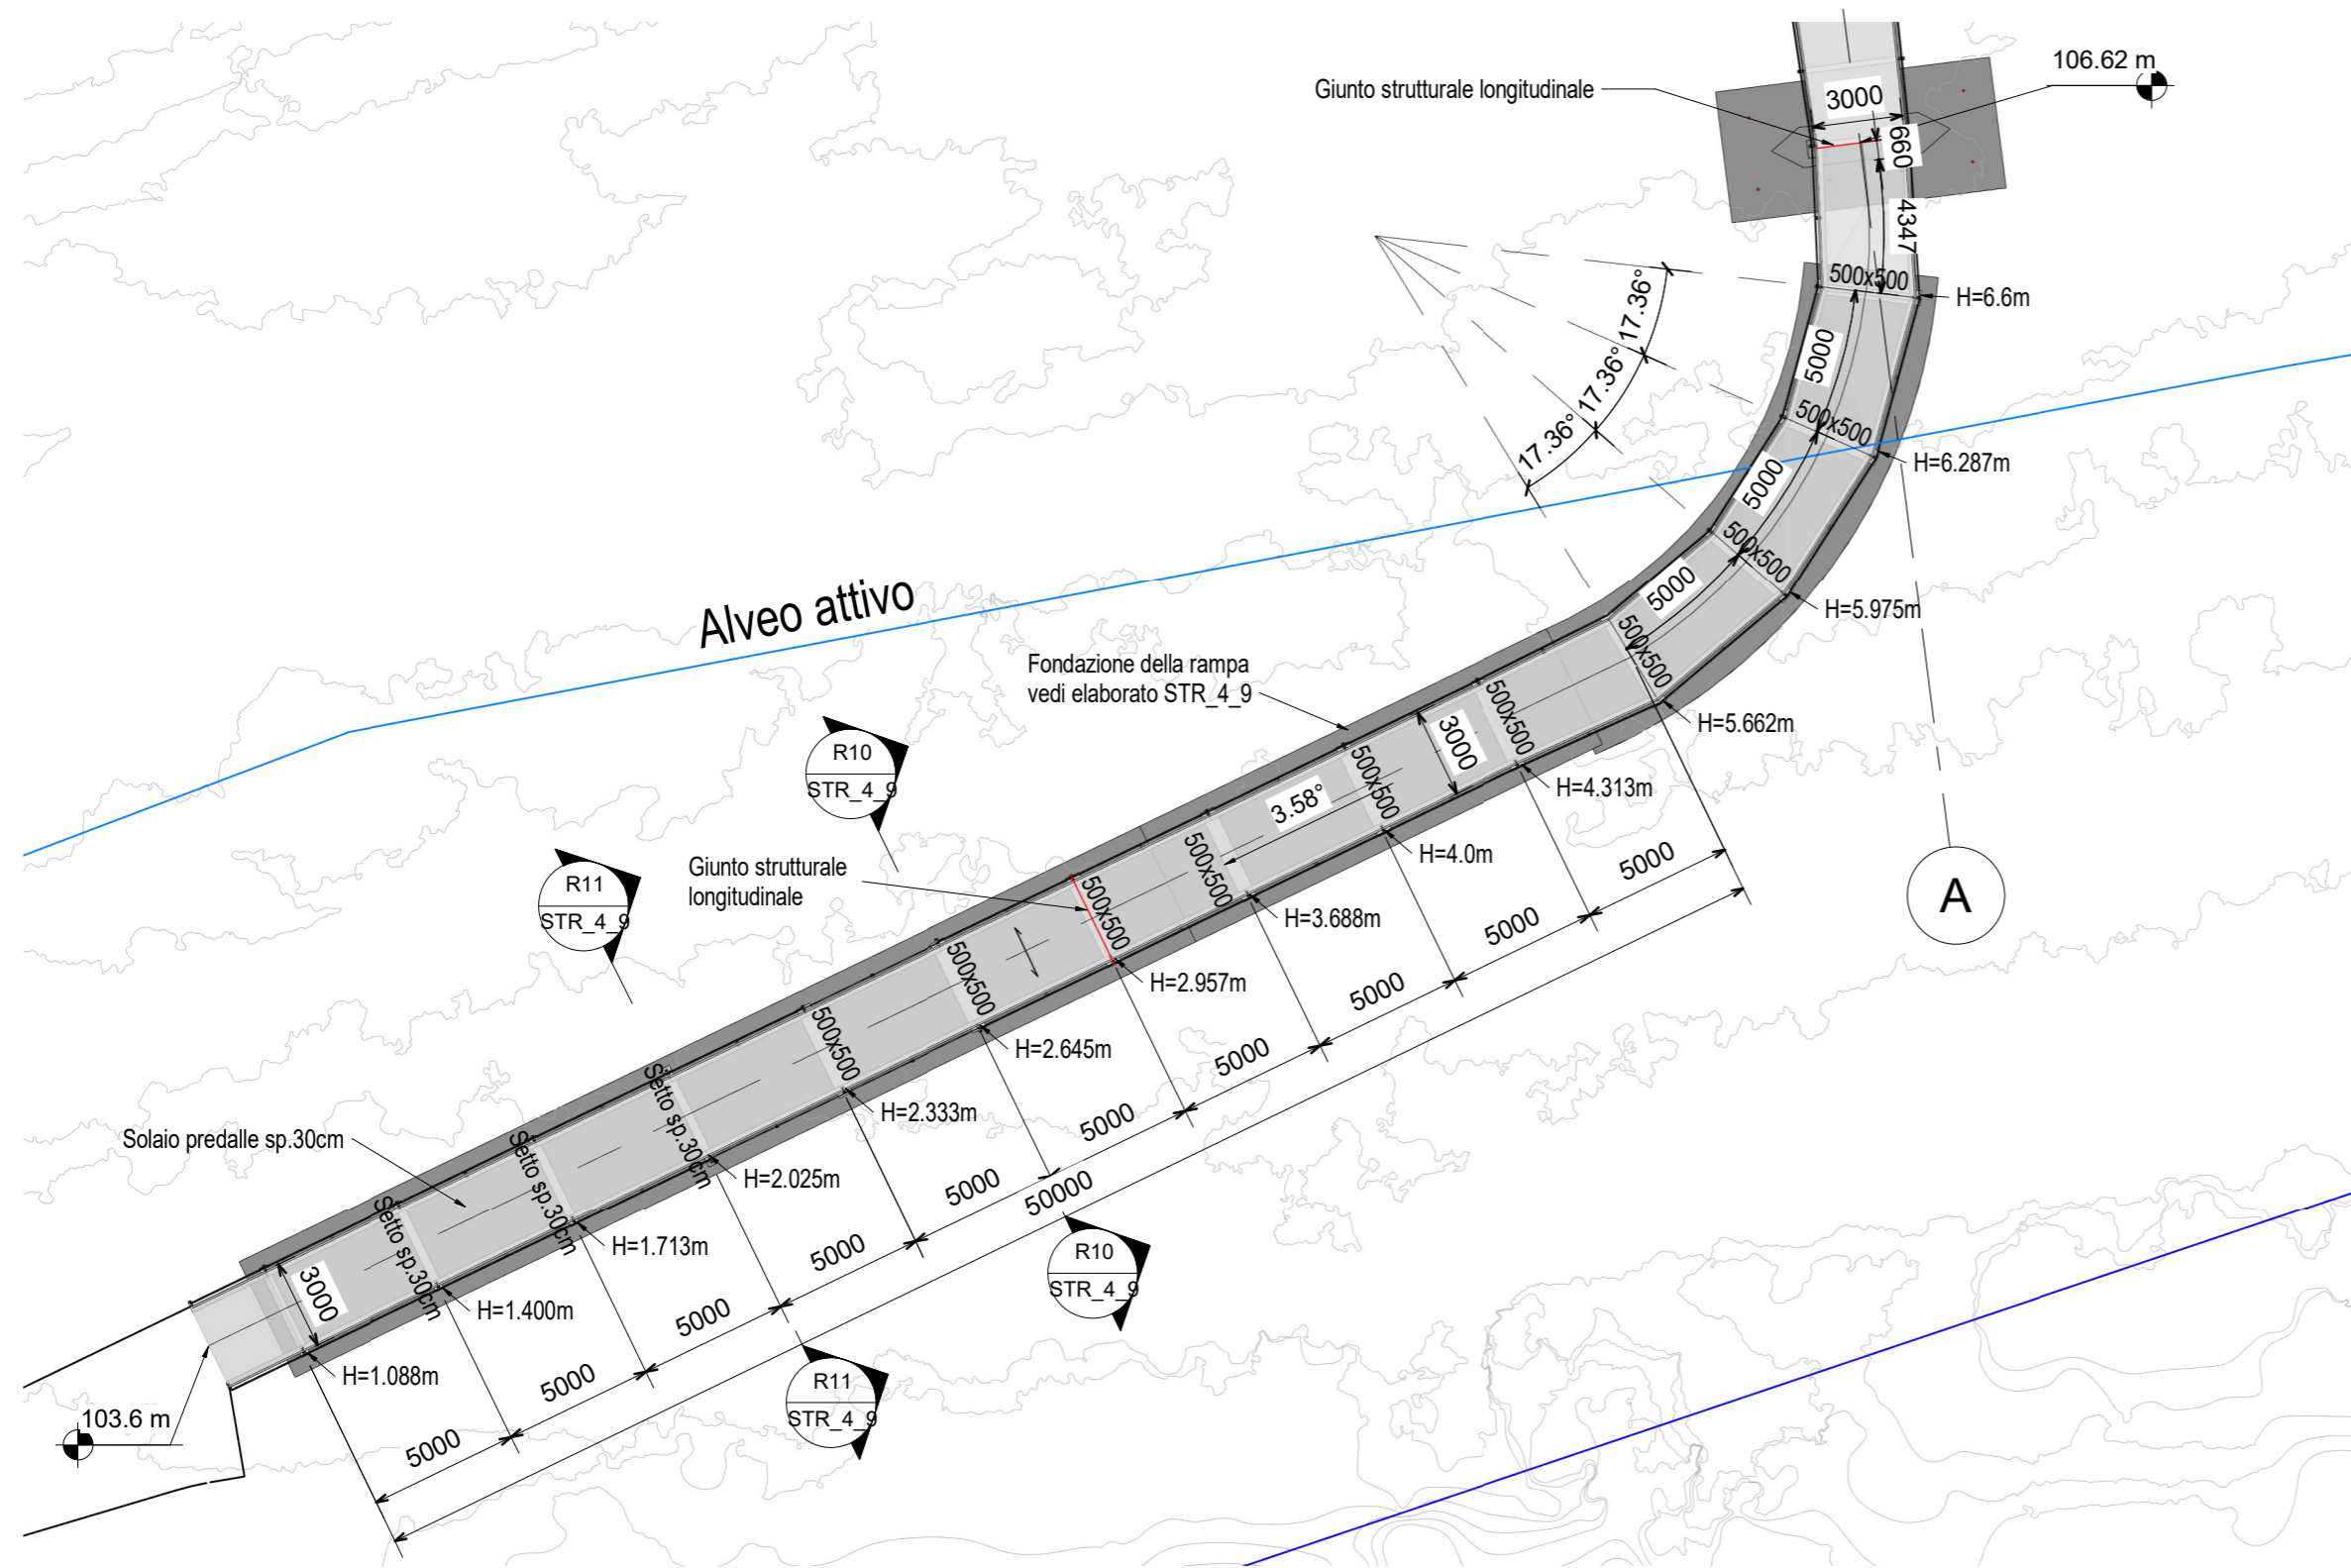 106.62 m
Giunto strutturale longitudinale
3000
660
4347
500x500
H=6.6m
17.36°
17.36°
17.36°
5000
500x500
H=6.287m
5000
500x500
H=5.975m
5000
500x500
H=5.662m
Alveo attivo
Fondazione della rampa
vedi elaborato STR_4_9
500x500
3000
H=4.313m
R10
STR_4_9
500x500
3.58°
H=4.0m
A
R11
STR_4_9
Giunto strutturale
longitudinale
500x500
H=3.688m
500x500
H=2.957m
500x500
H=2.645m
500x500
H=2.333m
Setto sp.30cm
H=2.025m
Setto sp.30cm
H=1.713m
Setto sp.30cm
H=1.400m
Solaio predalle sp.30cm
3000
H=1.088m
103.6 m
5000
5000
5000
5000
5000
5000
5000
5000
5000
5000
50000
R10
STR_4_9
R11
STR_4_9